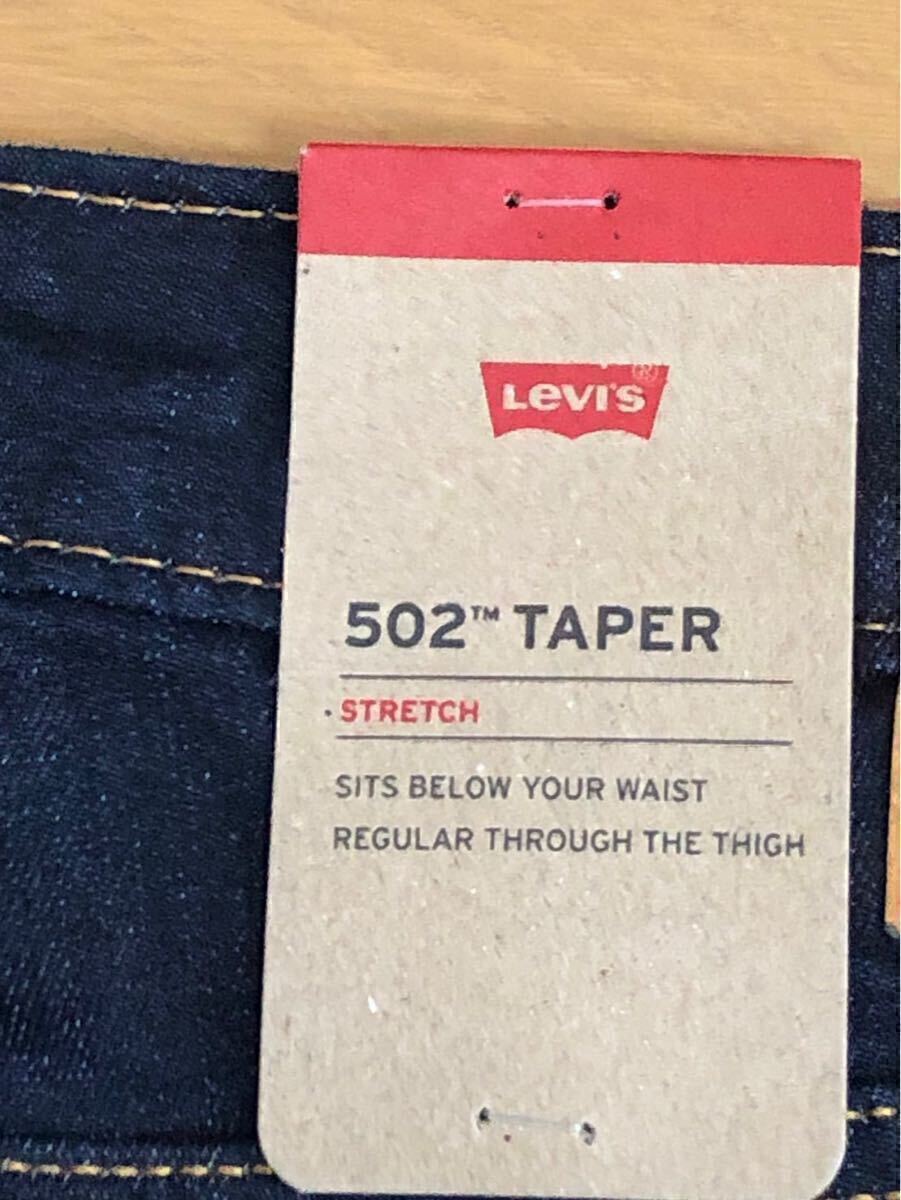 Levi's®
502™ TAPER
STRETCH
SITS BELOW YOUR WAIST
REGULAR THROUGH THE THIGH